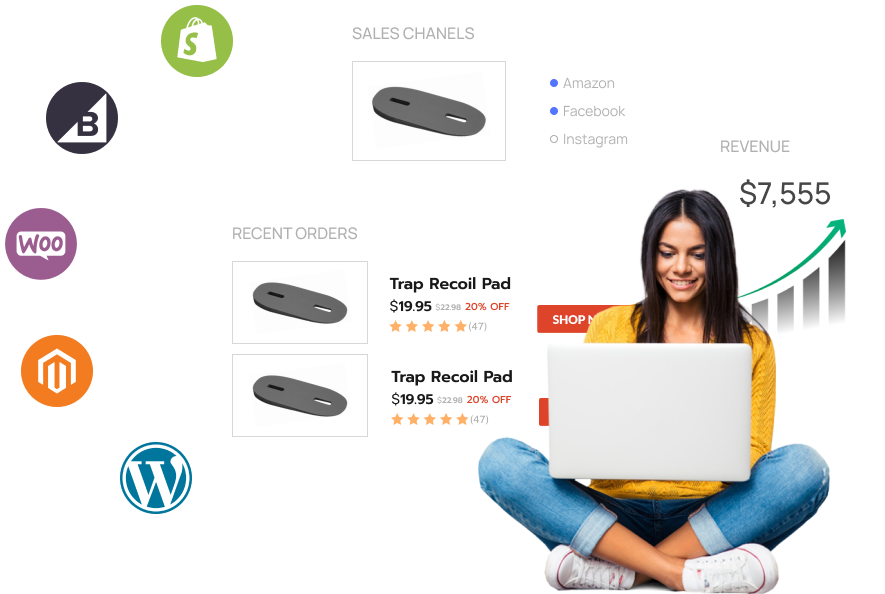 SALES CHANELS
Amazon
Facebook
Instagram
REVENUE
$7,555
B
WOO
RECENT ORDERS
Trap Recoil Pad
$19.95 $22.98 20% OFF
(47)
SHOP
Trap Recoil Pad
$19.95 $22.98 20% OFF
(47)